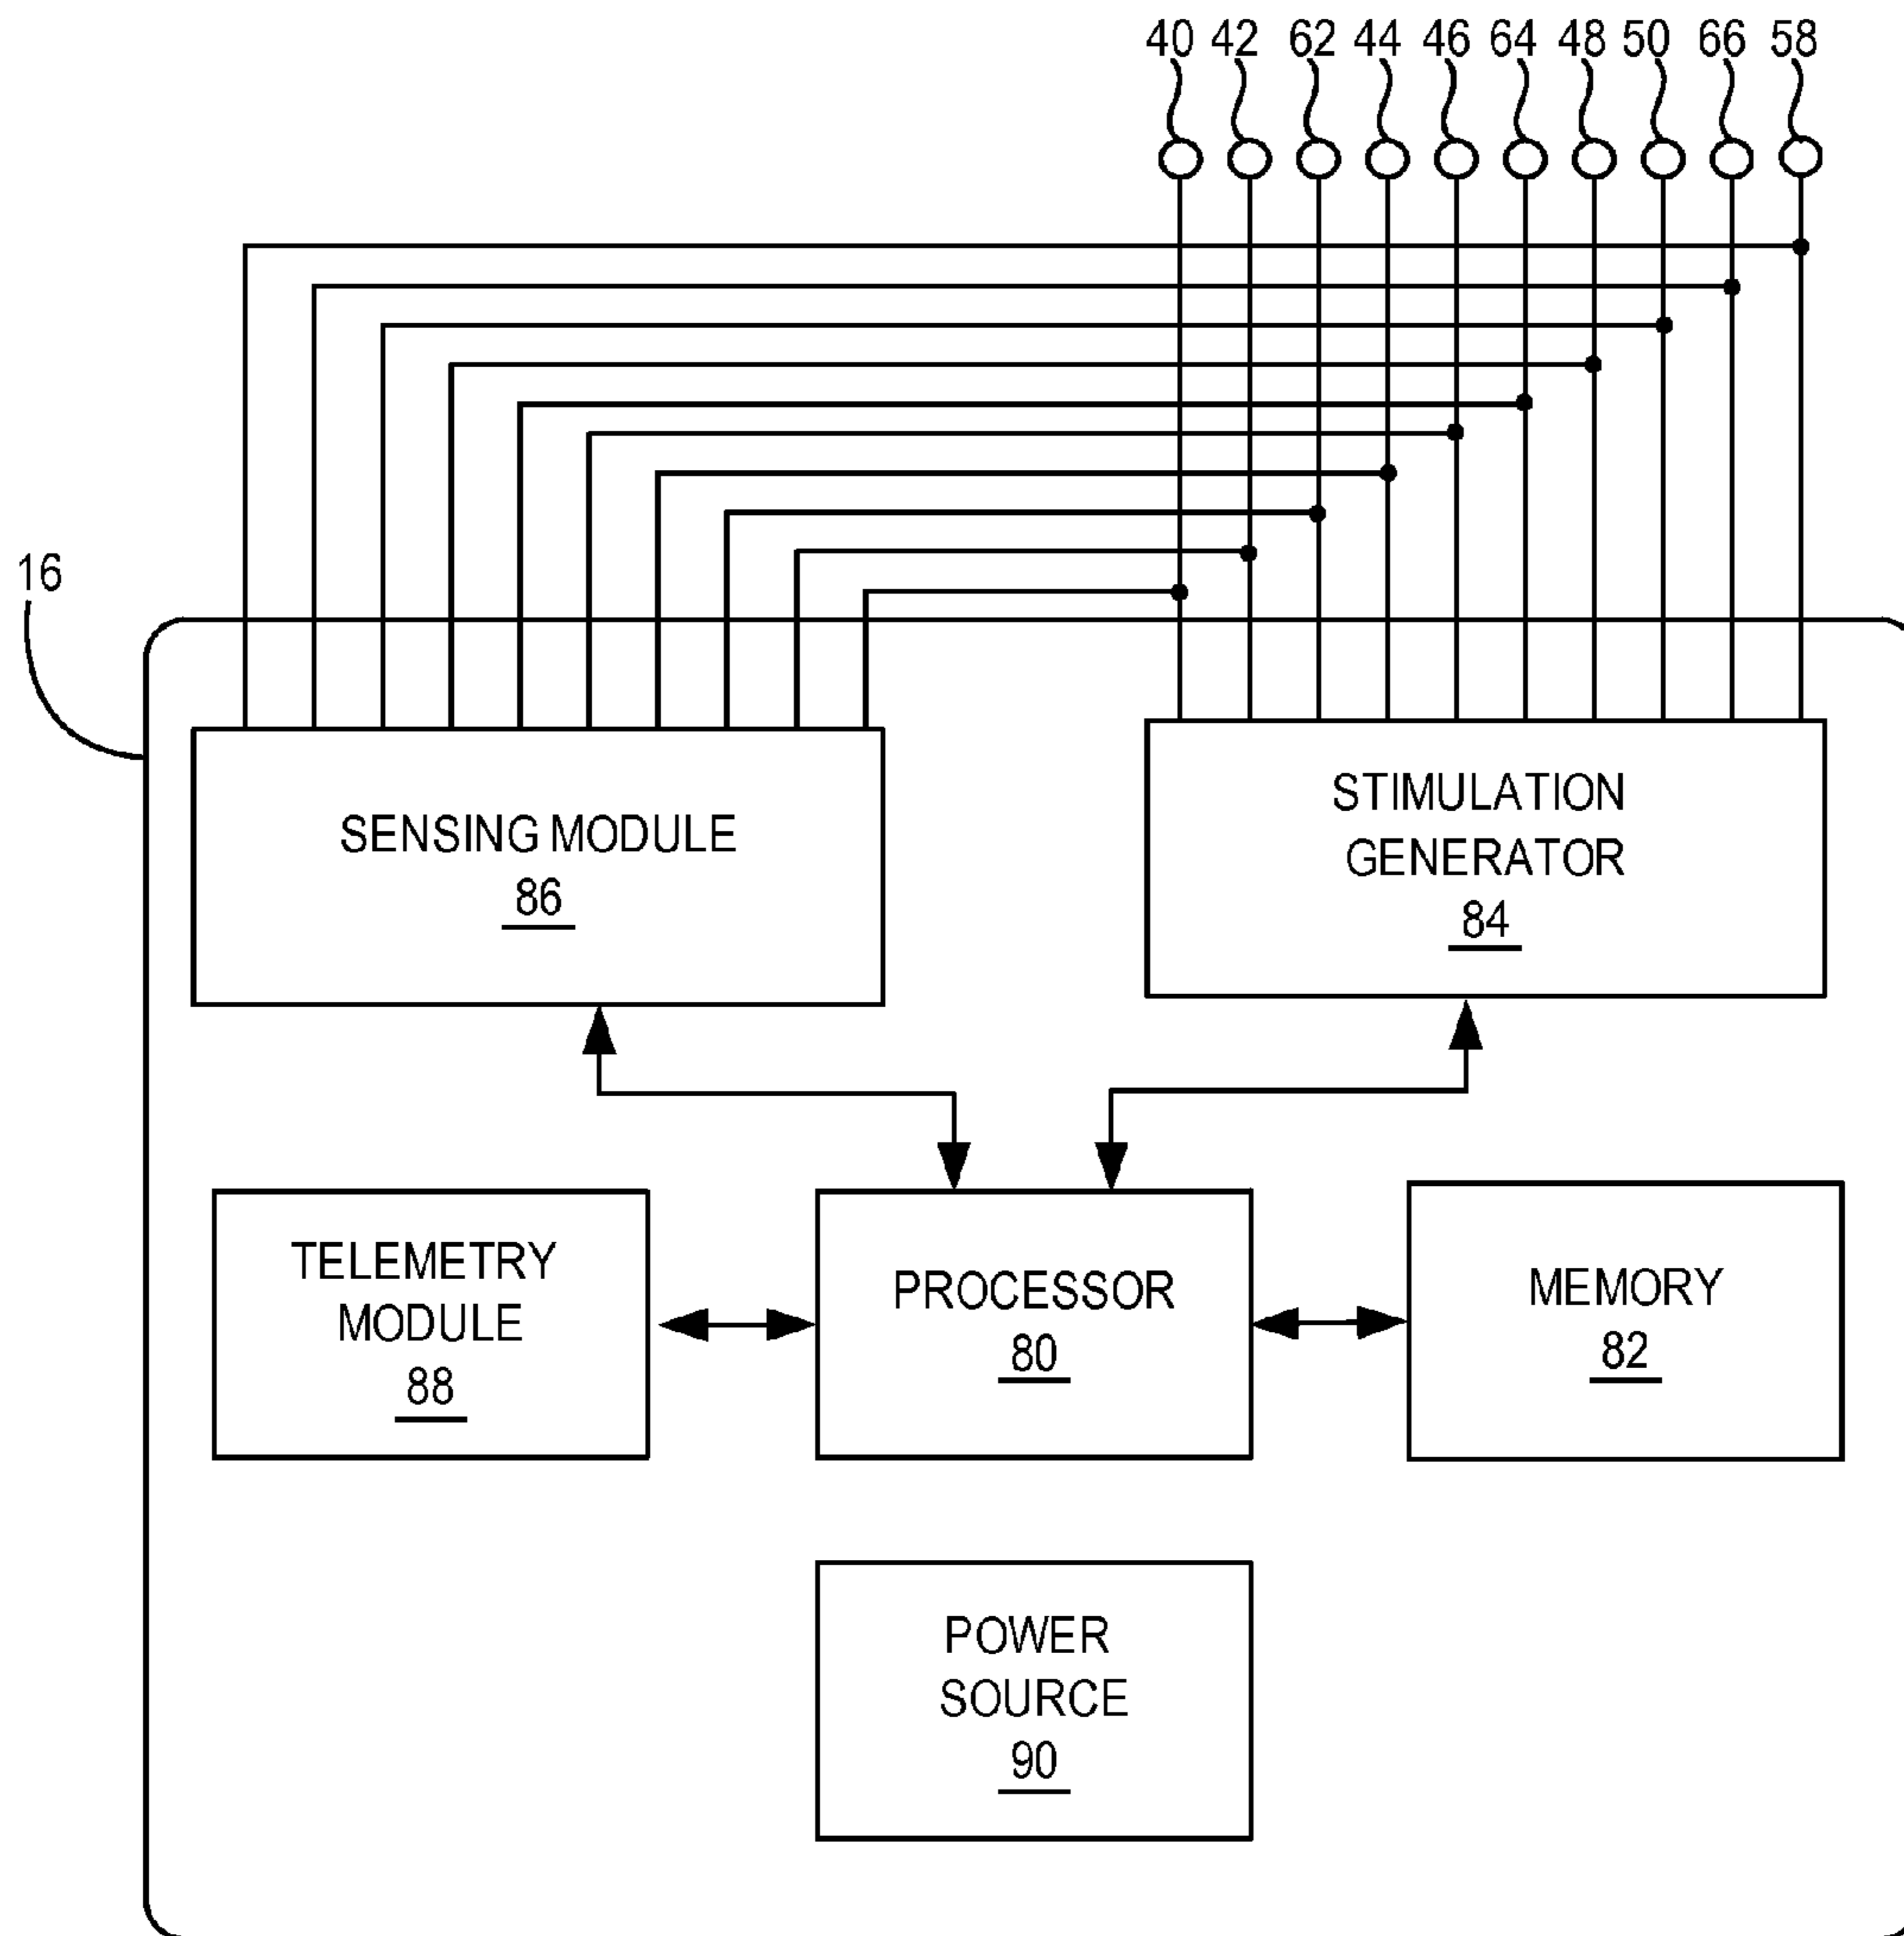 40 42 62 44 46 64 48 50 66 58
16
SENSING MODULE
86
STIMULATION
GENERATOR
84
TELEMETRY
MODULE
88
PROCESSOR
80
MEMORY
82
POWER
SOURCE
90